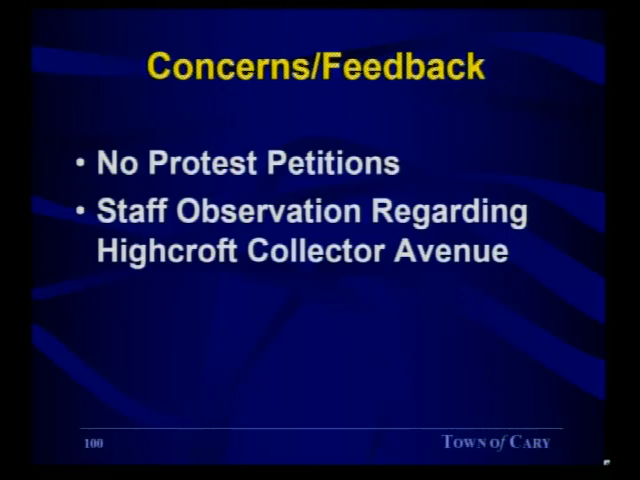 Concerns/Feedback
• No Protest Petitions
• Staff Observation Regarding
Highcroft Collector Avenue
100
TOWN of CARY